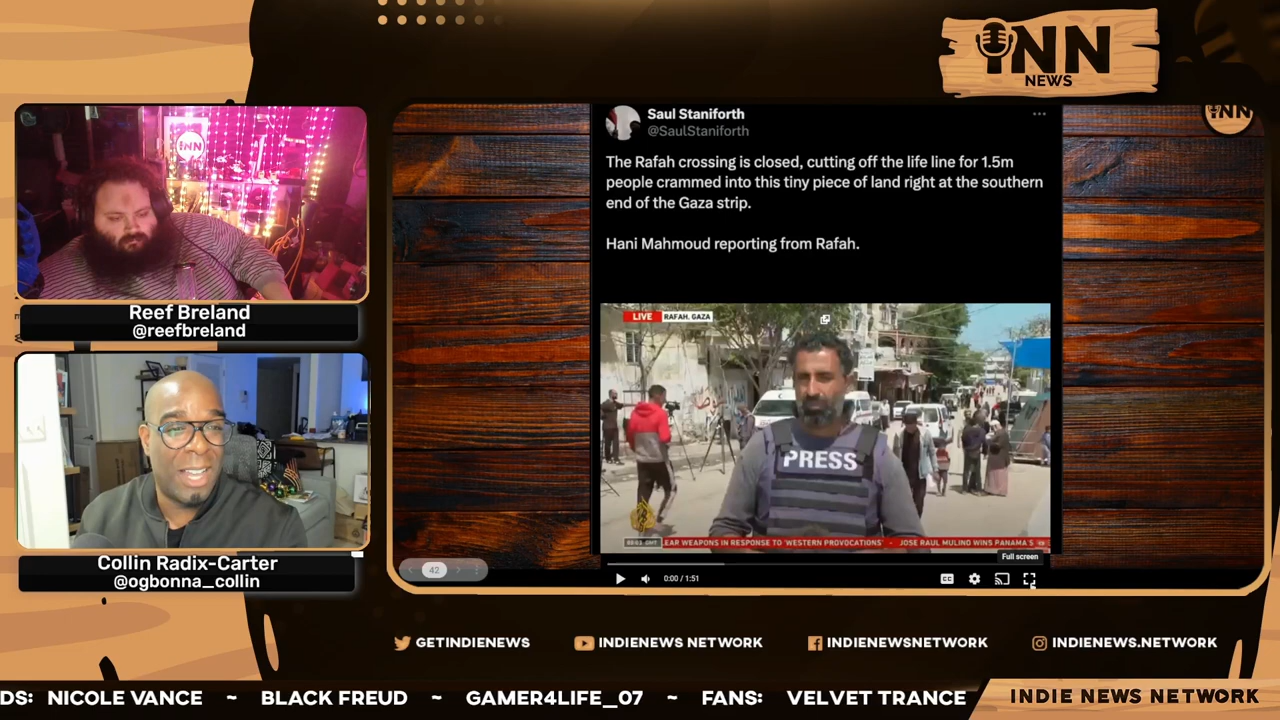 INN
NEWS
INN
Saul Staniforth
@SaulStaniforth
The Rafah crossing is closed, cutting off the life line for 1.5m
people crammed into this tiny piece of land right at the southern
end of the Gaza strip.
Hani Mahmoud reporting from Rafah.
INN
Reef Breland
@reefbreland
LIVE RAFAH, GAZA
PRESS
EAR WEAPONS IN RESPONSE TO 'WESTERN PROVOCATIONS' • JOSE RAUL MULINO WINS PANAMA'S
Full screen
42
0:00 / 1:51
CC
Collin Radix-Carter
@ogbonna_collin
GETINDIENEWS
INDIENEWS NETWORK
INDIENEWSNETWORK
INDIENEWS.NETWORK
DS: NICOLE VANCE ~ BLACK FREUD ~ GAMER4LIFE_07 ~ FANS: VELVET TRANCE
INDIE NEWS NETWORK